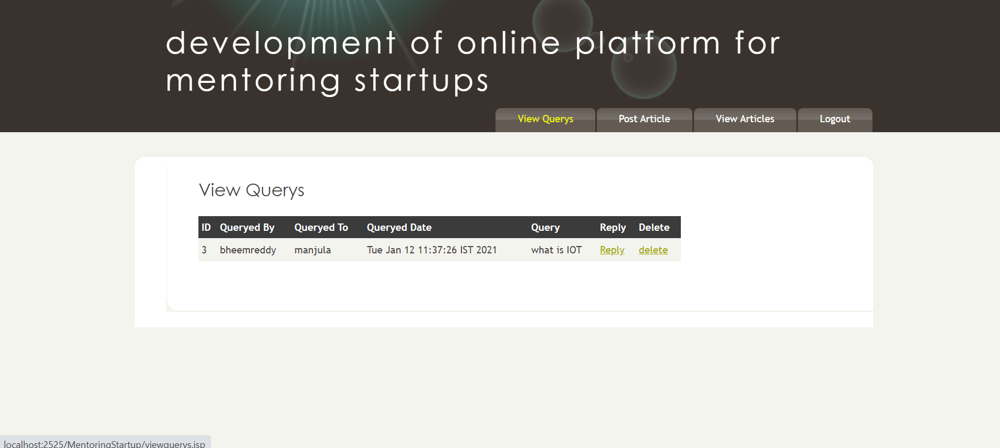 development of online platform for
mentoring startups
View Querys Post Article View Articles Logout
View Querys
ID Queryed By Queryed To Queryed Date Query Reply Delete
3 bheemreddy manjula Tue Jan 12 11:37:26 IST 2021 what is IOT Reply delete
localhost:2525/MentoringStartup/viewquerys.jsp